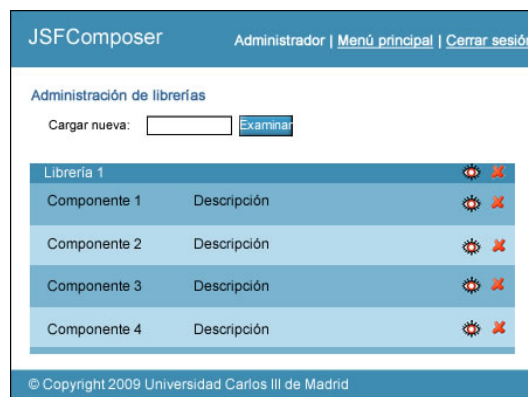 JSFComposer
Administrador | Menú principal | Cerrar sesión
Administración de librerías
Cargar nueva: Examinar
Librería 1
Componente 1 Descripción
Componente 2 Descripción
Componente 3 Descripción
Componente 4 Descripción
© Copyright 2009 Universidad Carlos III de Madrid